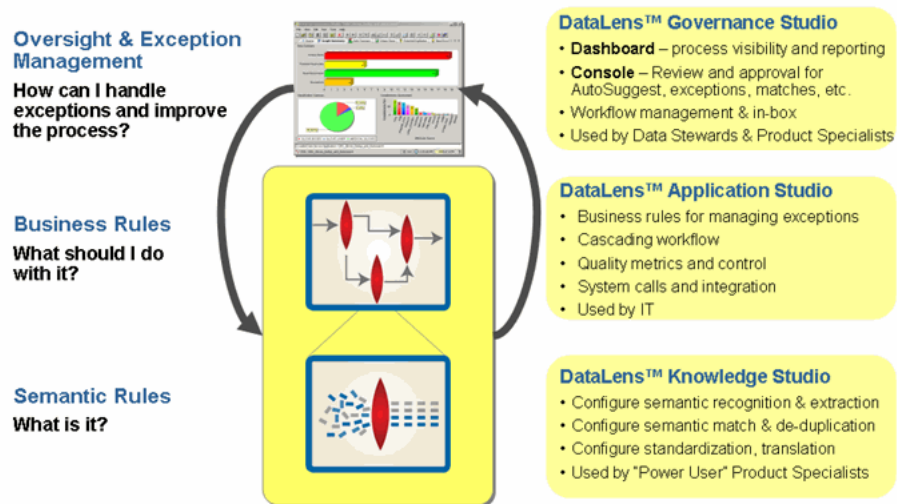 Oversight & Exception
Management
How can I handle
exceptions and improve
the process?
Business Rules
What should I do
with it?
Semantic Rules
What is it?
DataLens™ Governance Studio
• Dashboard – process visibility and reporting
• Console – Review and approval for
AutoSuggest, exceptions, matches, etc.
• Workflow management & in-box
• Used by Data Stewards & Product Specialists
DataLens™ Application Studio
• Business rules for managing exceptions
• Cascading workflow
• Quality metrics and control
• System calls and integration
• Used by IT
DataLens™ Knowledge Studio
• Configure semantic recognition & extraction
• Configure semantic match & de-duplication
• Configure standardization, translation
• Used by "Power User" Product Specialists